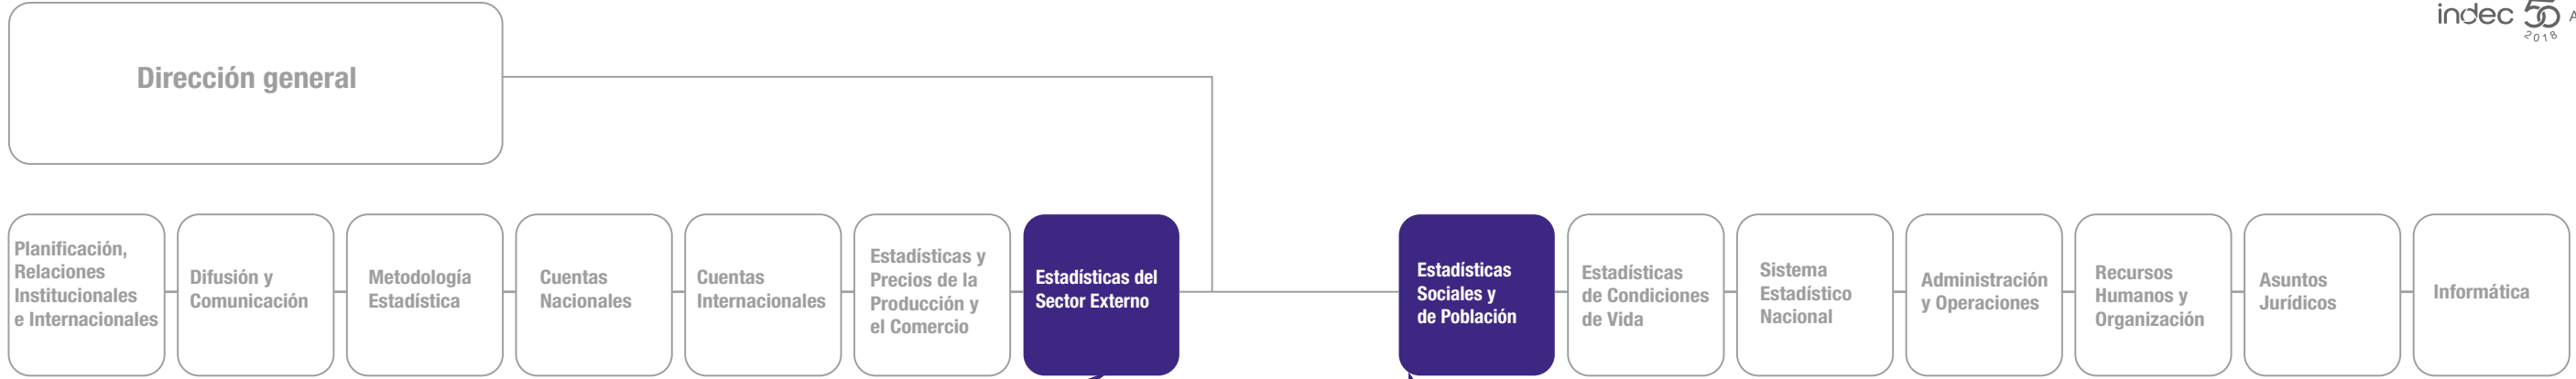 indec 50 A
2018
Dirección general
Planificación,
Relaciones
Institucionales
e Internacionales
Difusión y
Comunicación
Metodología
Estadística
Cuentas
Nacionales
Cuentas
Internacionales
Estadísticas y
Precios de la
Producción y
el Comercio
Estadísticas del
Sector Externo
Estadísticas
Sociales y
de Población
Estadísticas
de Condiciones
de Vida
Sistema
Estadístico
Nacional
Administración
y Operaciones
Recursos
Humanos y
Organización
Asuntos
Jurídicos
Informática